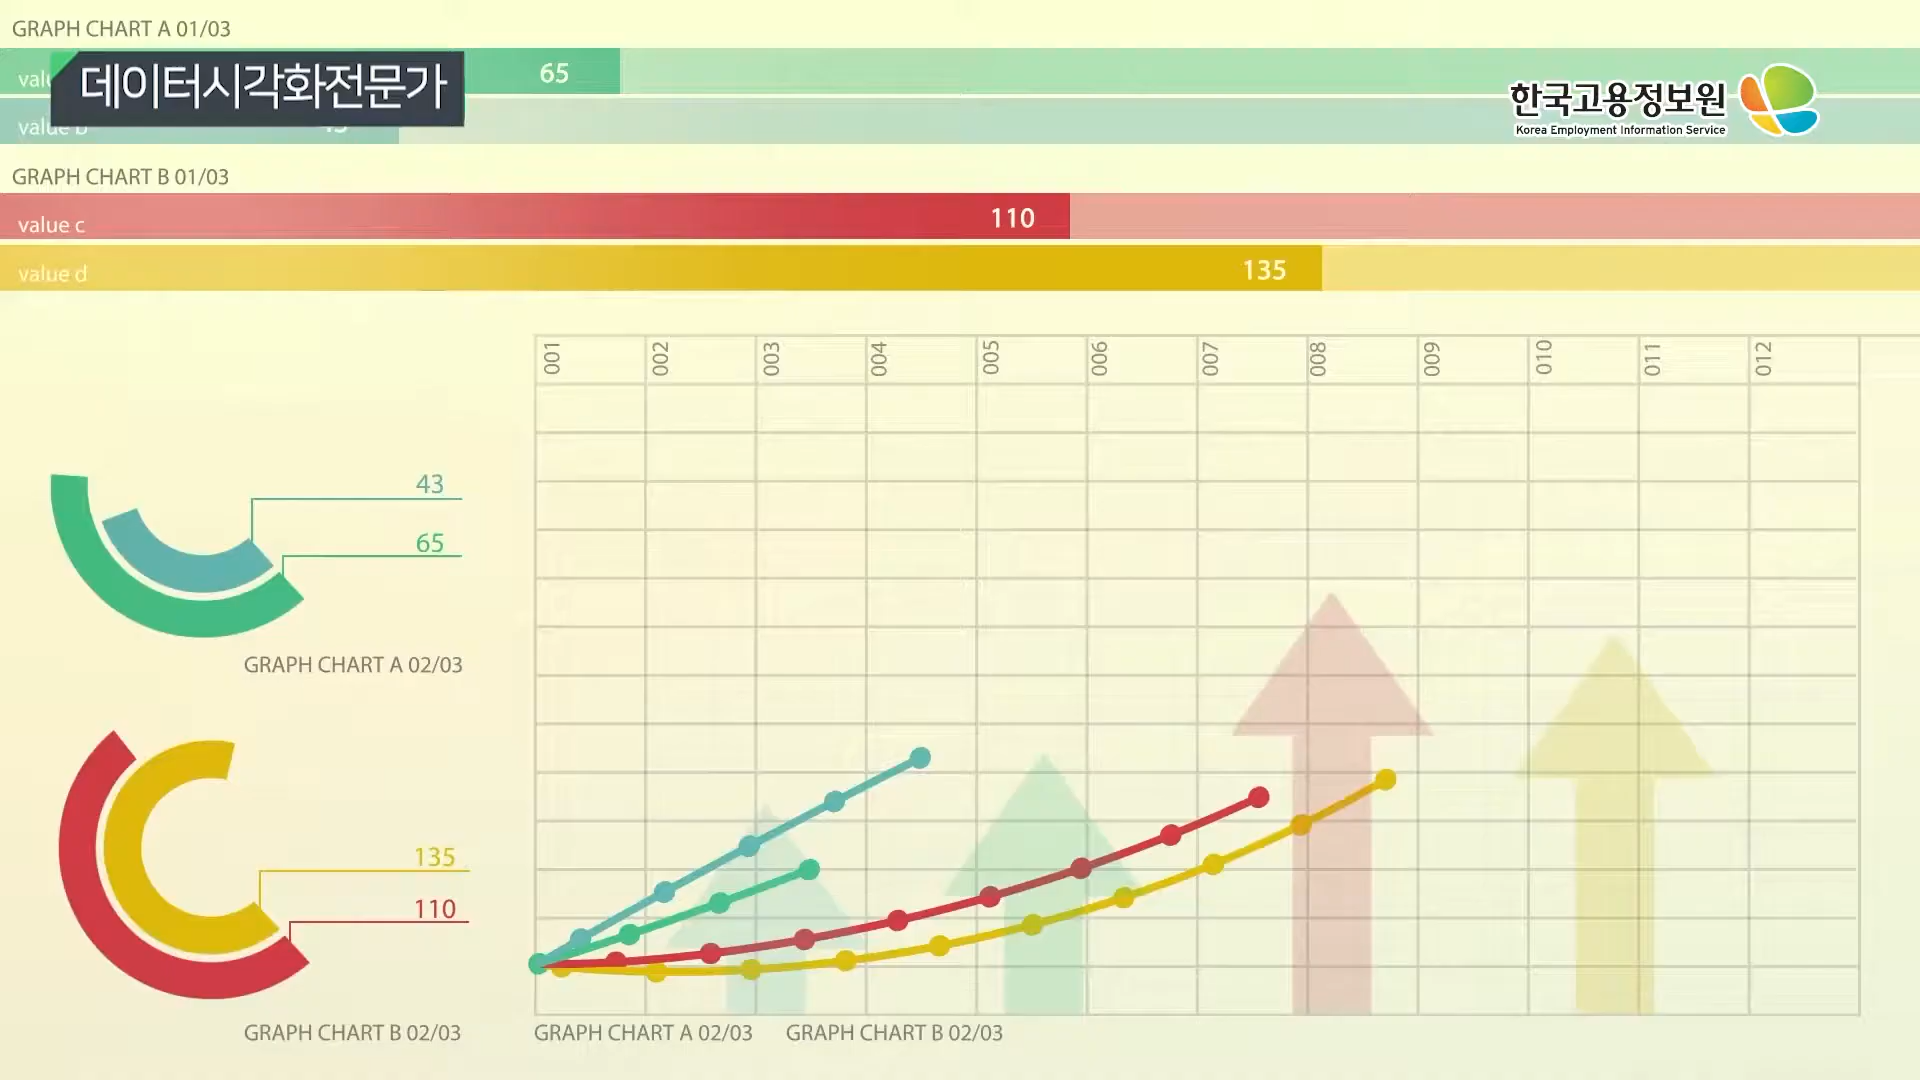 GRAPH CHART A 01/03
데이터시각화전문가
65
value b
한국고용정보원
Korea Employment Information Service
GRAPH CHART B 01/03
value c
110
value d
135
001 002 003 004 005 006 007 008 009 010 011 012
43
65
GRAPH CHART A 02/03
135
110
GRAPH CHART B 02/03
GRAPH CHART A 02/03 GRAPH CHART B 02/03